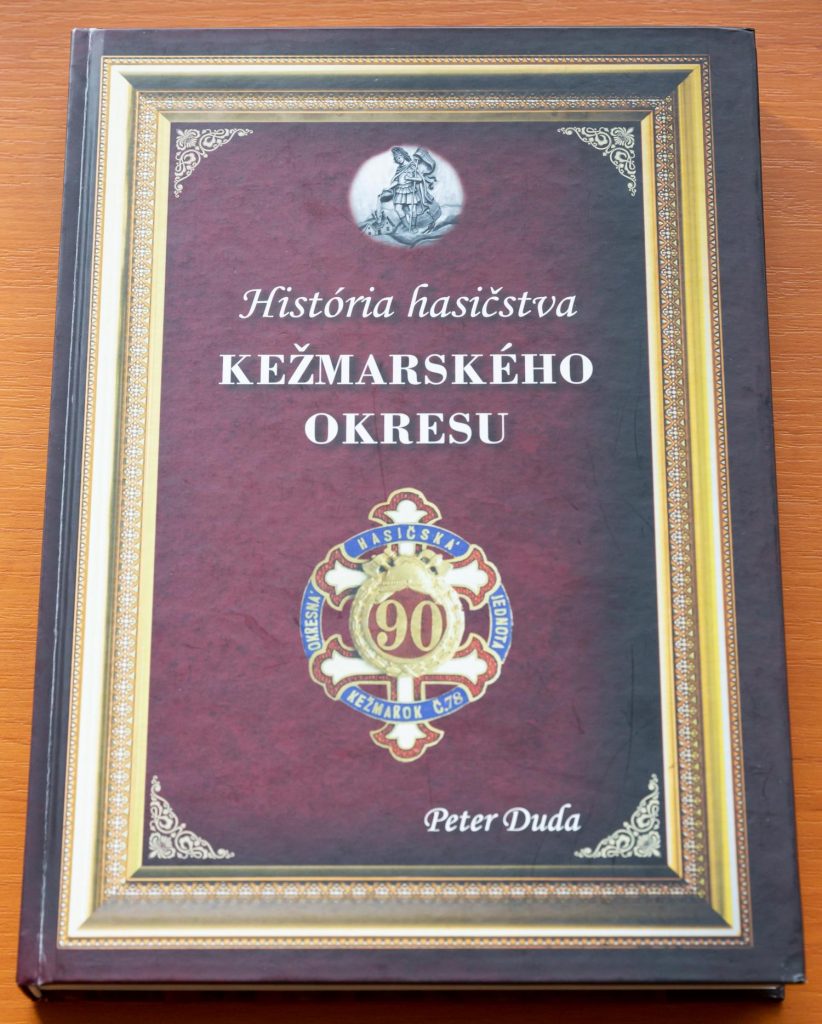 História hasičstva
KEŽMARSKÉHO
OKRESU
HASIČSKÁ
OKRESNÁ
JEDNOTA
90
KEŽMAROK Č.78
Peter Duda